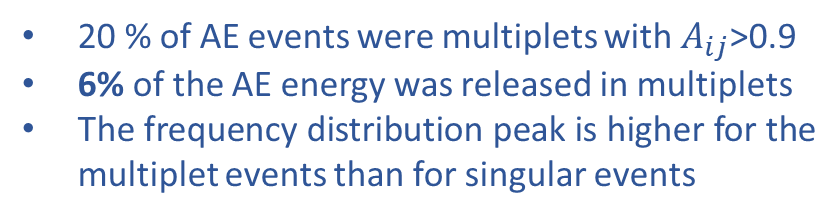 • 20 % of AE events were multiplets with A_{ij}>0.9
• 6% of the AE energy was released in multiplets
• The frequency distribution peak is higher for the
multiplet events than for singular events